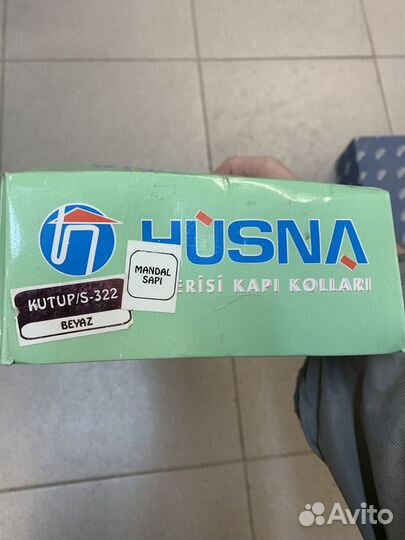 HÜSNA
MANDAL
SAPI
ERİSİ KAPI KOLLARI
KUTUP/S-322
BEYAZ
Avito